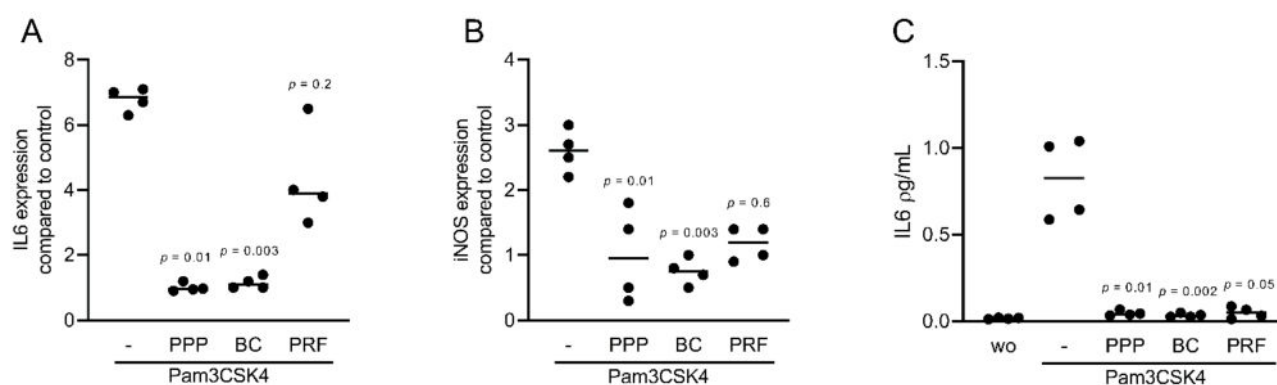 A
IL6 expression
compared to control
8
6
4
2
0
p = 0.01
p = 0.003
p = 0.2
- PPP BC PRF
Pam3CSK4
B
iNOS expression
compared to control
4
3
2
1
0
p = 0.01
p = 0.003
p = 0.6
- PPP BC PRF
Pam3CSK4
C
IL6 ρg/mL
1.5
1.0
0.5
0.0
p = 0.01
p = 0.002
p = 0.05
wo - PPP BC PRF
Pam3CSK4